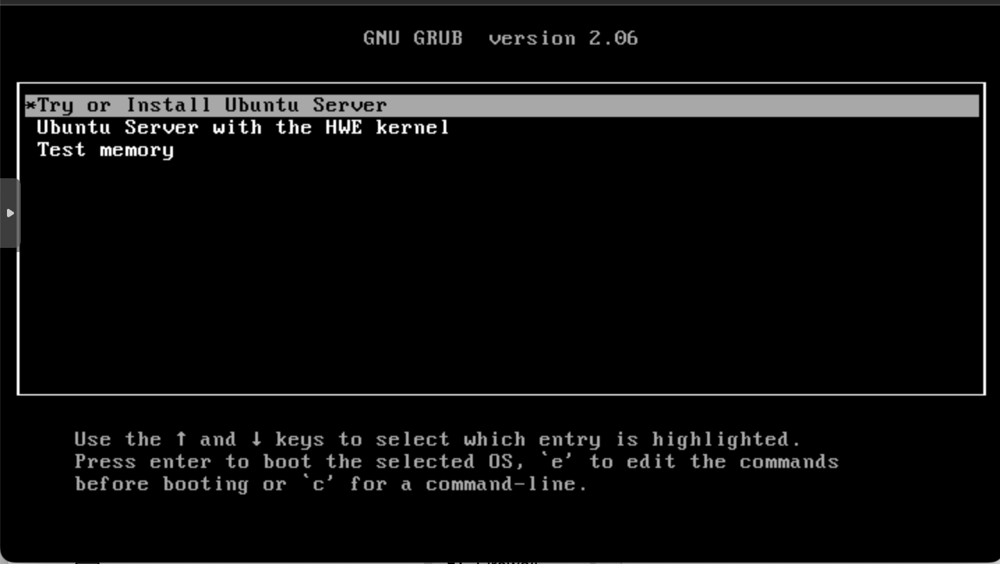 GNU GRUB version 2.06
*Try or Install Ubuntu Server
Ubuntu Server with the HWE kernel
Test memory
Use the ↑ and ↓ keys to select which entry is highlighted.
Press enter to boot the selected OS, `e' to edit the commands
before booting or `c' for a command-line.